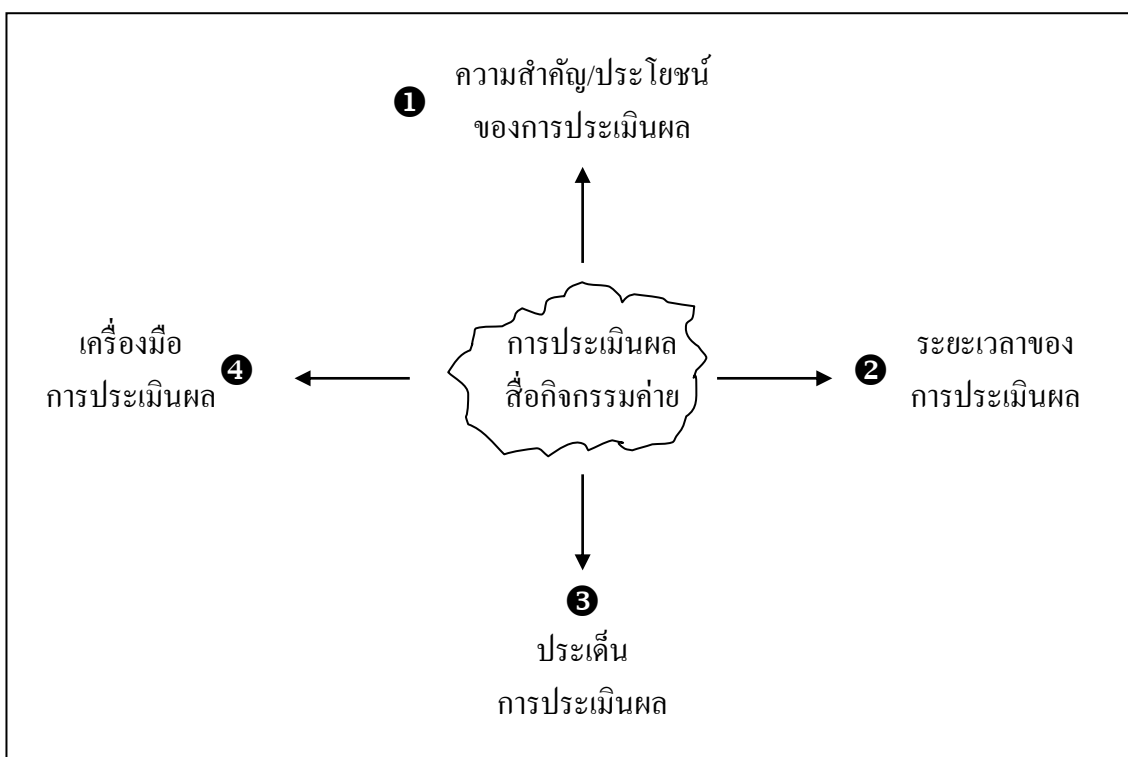 ❶ ความสำคัญ/ประโยชน์
ของการประเมินผล
การประเมินผล
สื่อกิจกรรมค่าย
❷ ระยะเวลาของ
การประเมินผล
❸
ประเด็น
การประเมินผล
เครื่องมือ
การประเมินผล ❹